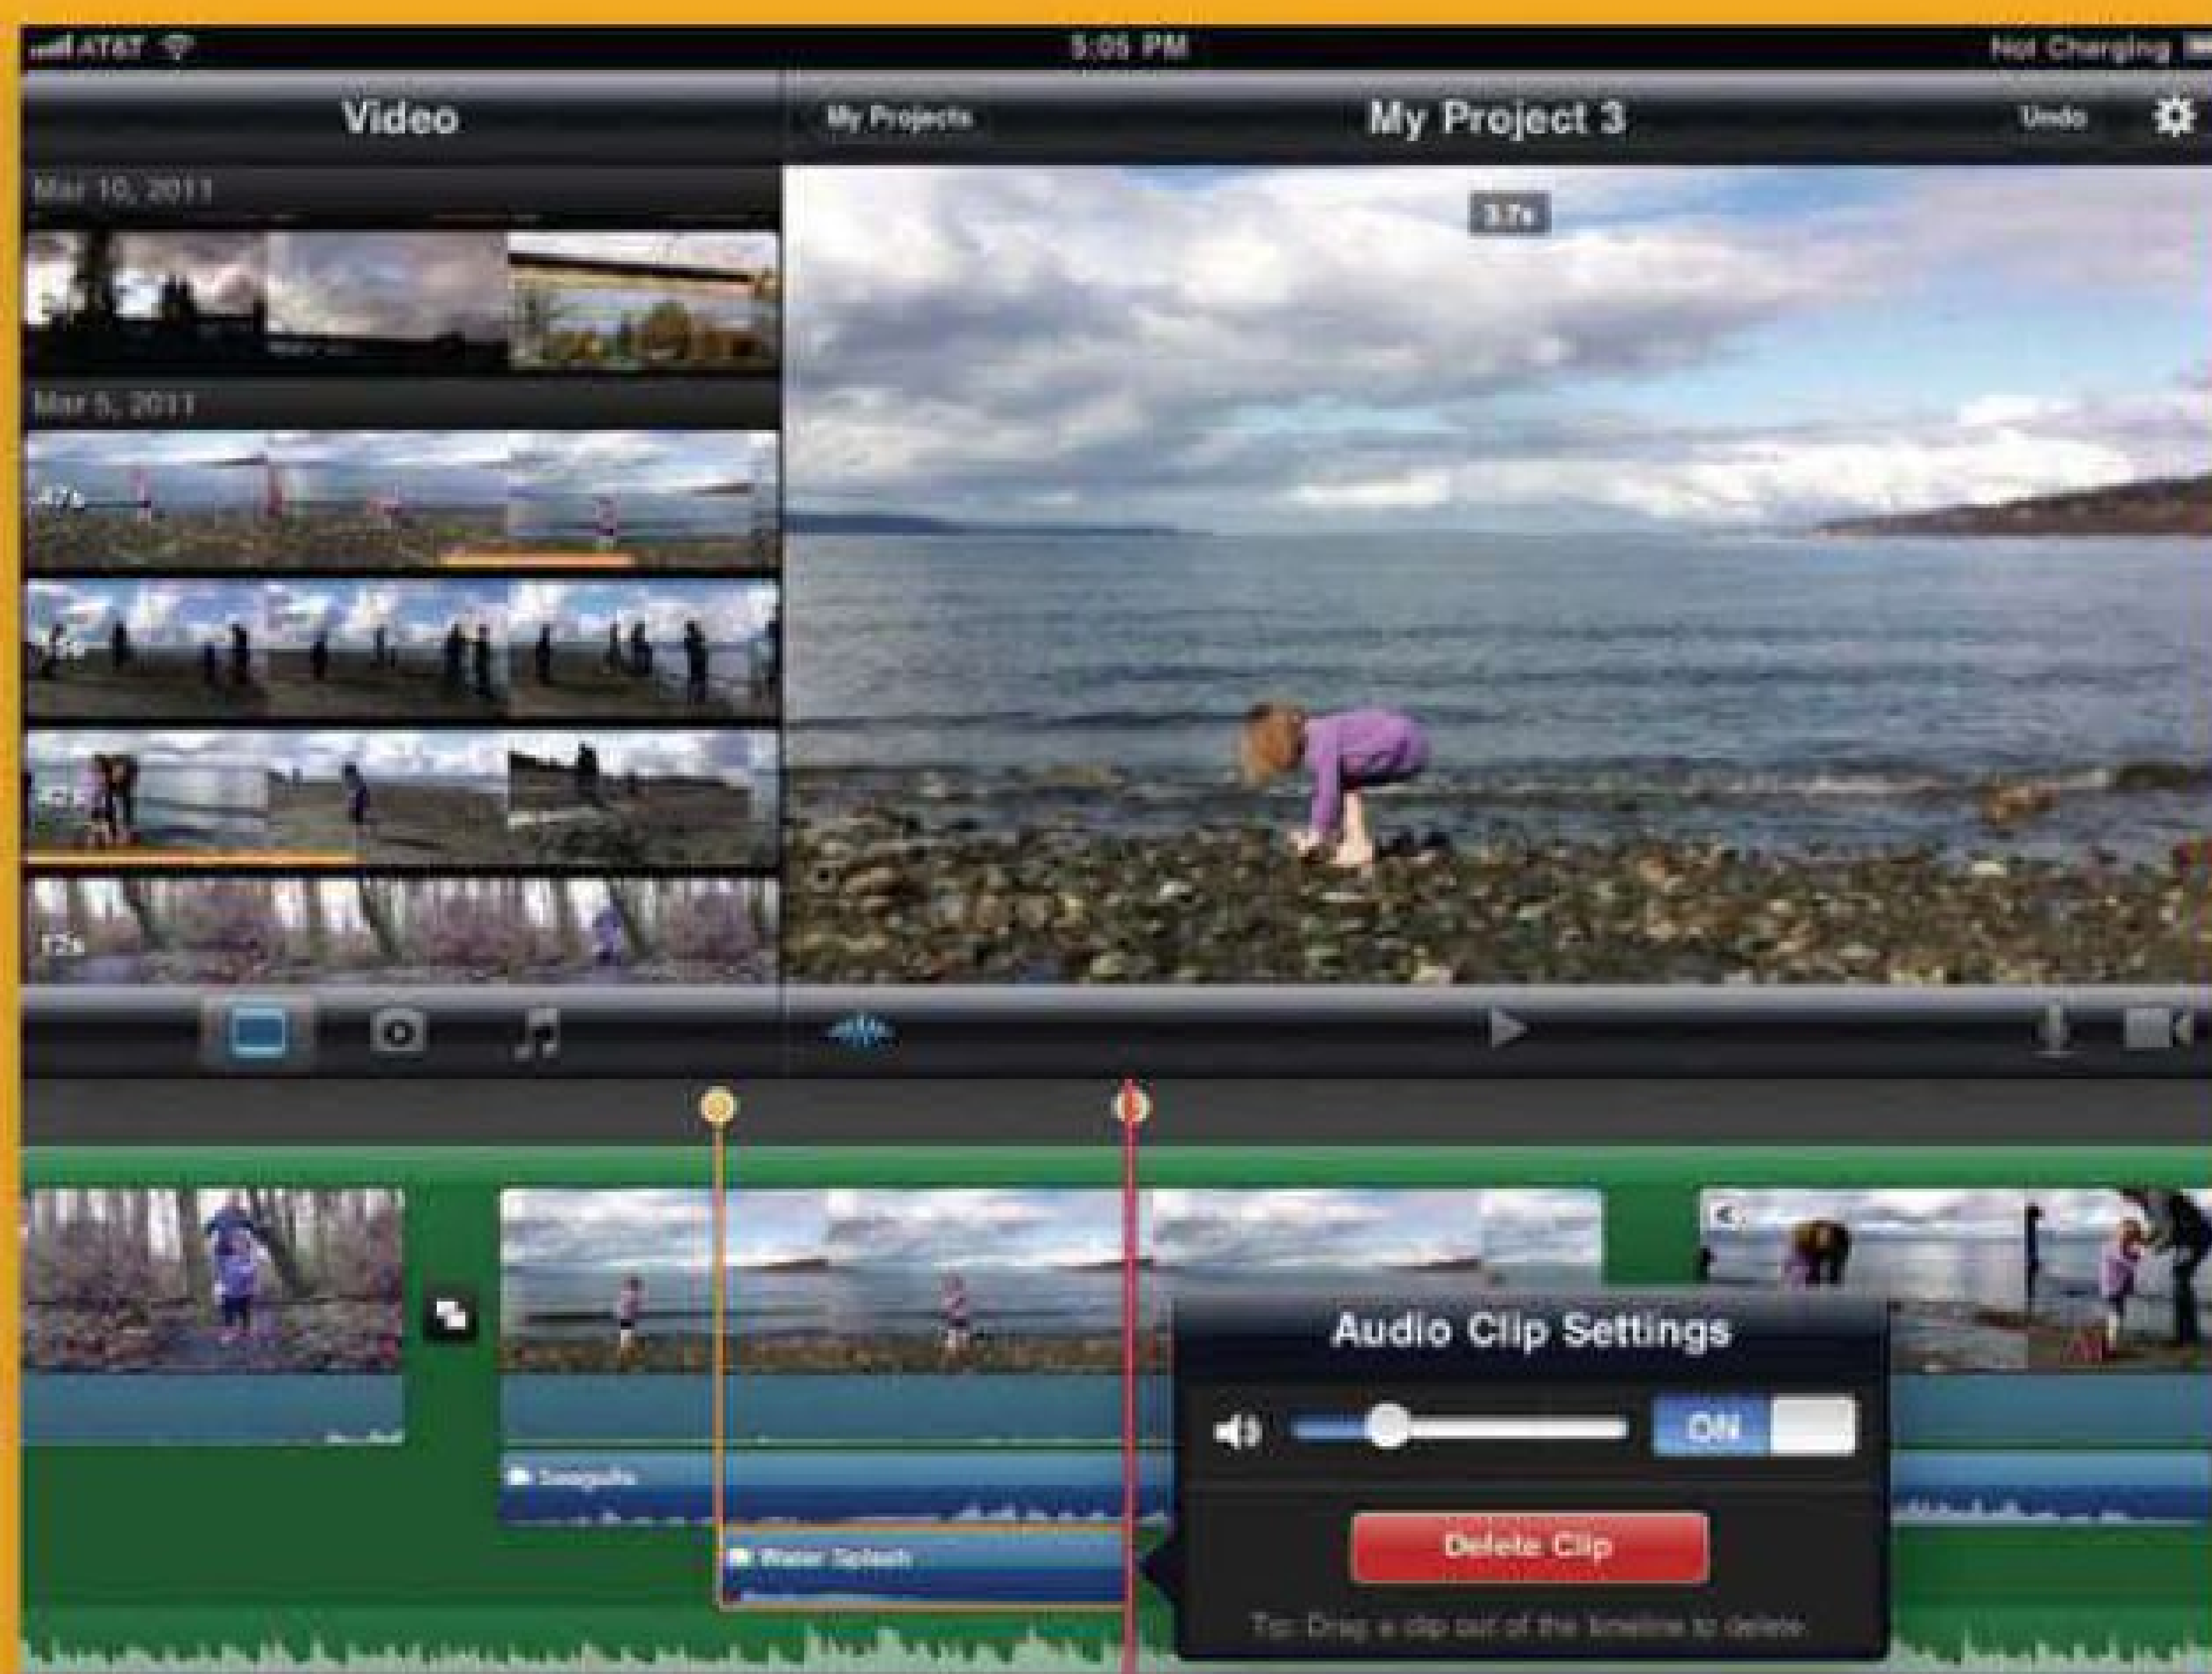 AT&T
5:05 PM
Not Charging
Video
My Projects
My Project 3
Undo
Mar 10, 2011
3.7s
Mar 5, 2011
47s
12s
Audio Clip Settings
ON
Seagulls
Delete Clip
Water Splash
Tip: Drag a clip out of the timeline to delete.